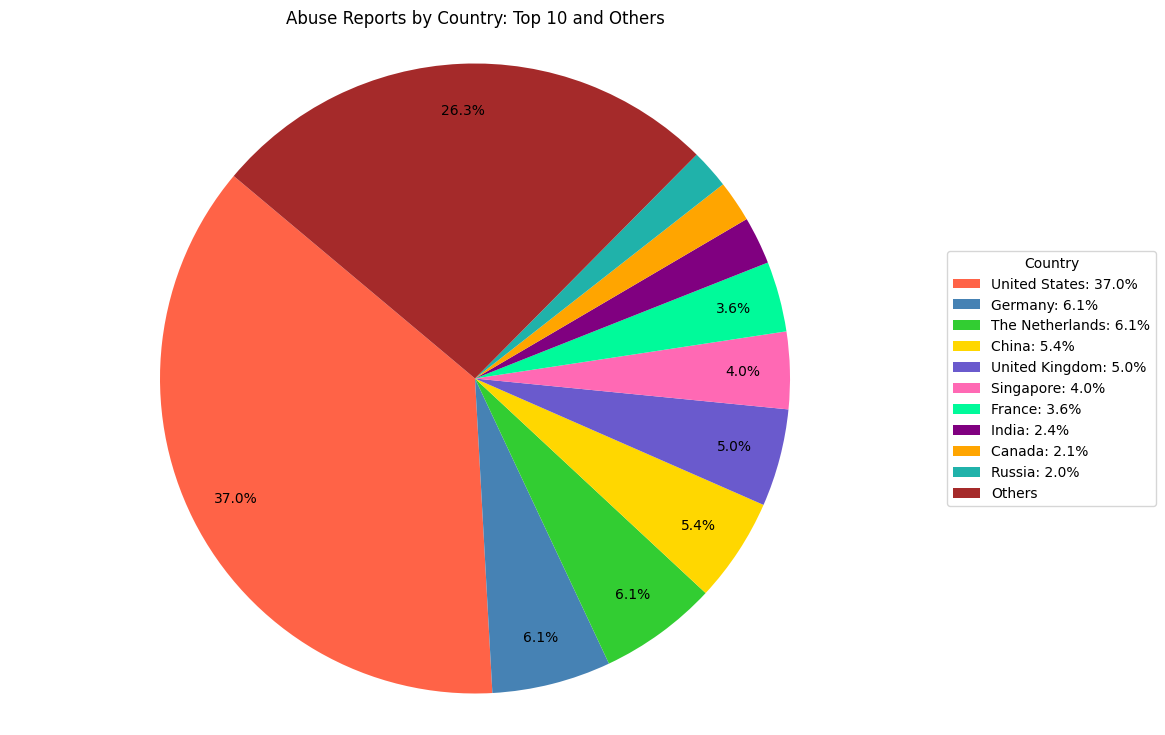 Abuse Reports by Country: Top 10 and Others
26.3%
3.6%
4.0%
37.0%
5.0%
5.4%
6.1%
6.1%
Country
United States: 37.0%
Germany: 6.1%
The Netherlands: 6.1%
China: 5.4%
United Kingdom: 5.0%
Singapore: 4.0%
France: 3.6%
India: 2.4%
Canada: 2.1%
Russia: 2.0%
Others